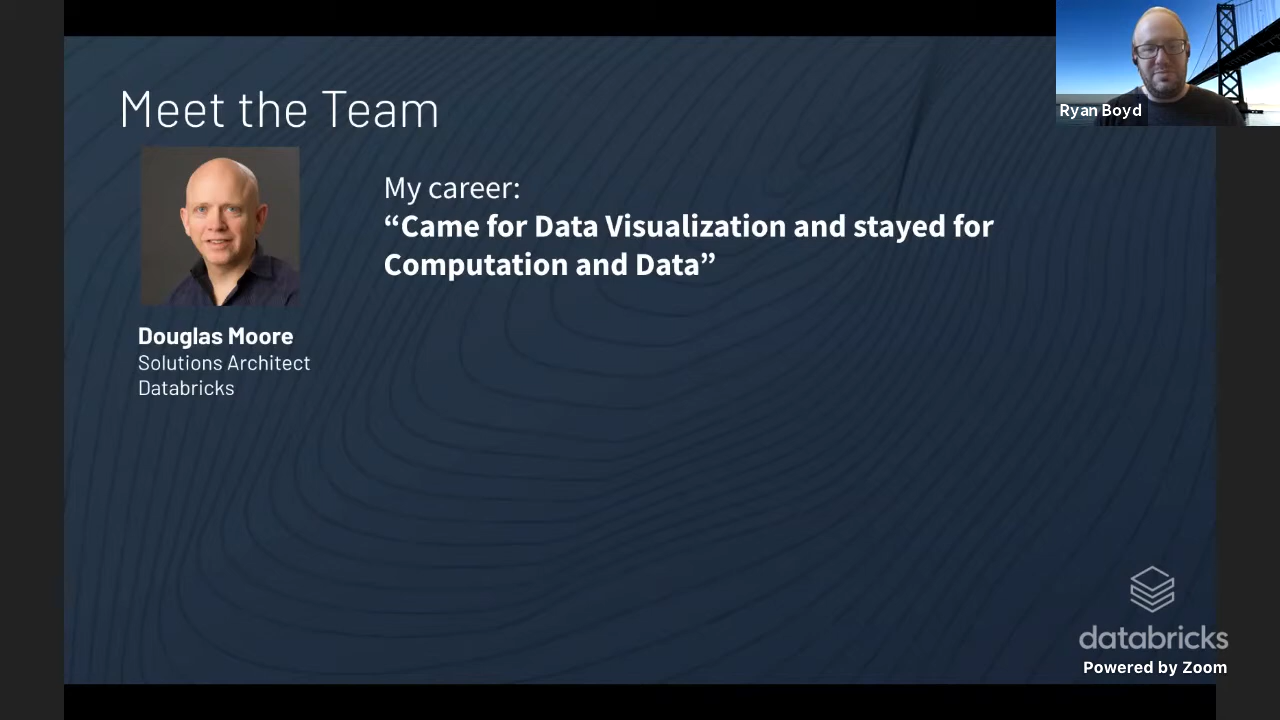 Meet the Team
Ryan Boyd
My career:
“Came for Data Visualization and stayed for
Computation and Data”
Douglas Moore
Solutions Architect
Databricks
databricks
Powered by Zoom